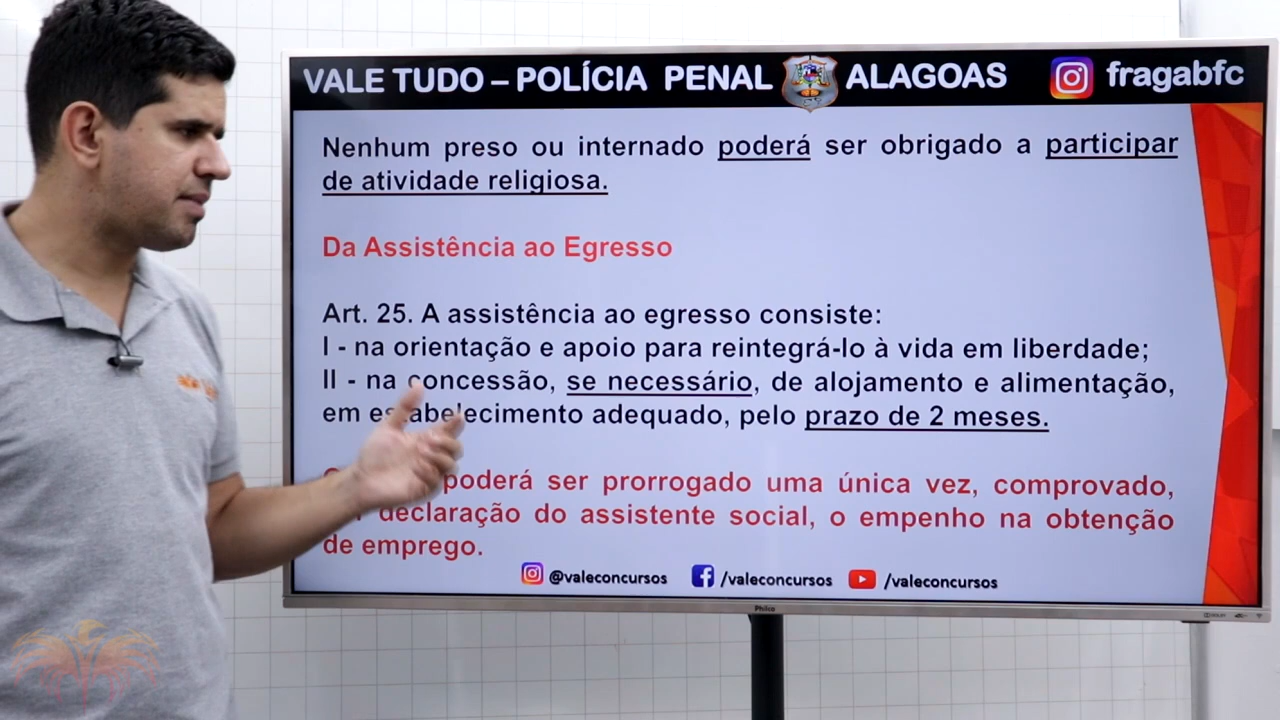 VALE TUDO – POLÍCIA PENAL ALAGOAS fragabfc
Nenhum preso ou internado poderá ser obrigado a participar
de atividade religiosa.
Da Assistência ao Egresso
Art. 25. A assistência ao egresso consiste:
I - na orientação e apoio para reintegrá-lo à vida em liberdade;
II - na concessão, se necessário, de alojamento e alimentação,
em estabelecimento adequado, pelo prazo de 2 meses.
poderá ser prorrogado uma única vez, comprovado,
declaração do assistente social, o empenho na obtenção
de emprego.
@valeconcursos /valeconcursos /valeconcursos
Philco